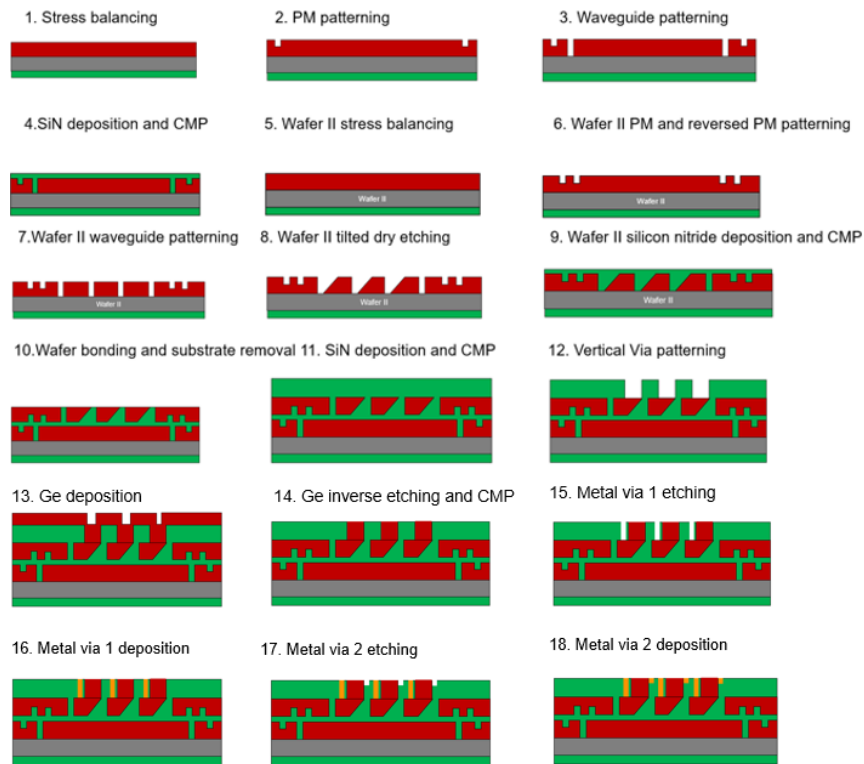 1. Stress balancing
2. PM patterning
3. Waveguide patterning
4.SiN deposition and CMP
5. Wafer II stress balancing
6. Wafer II PM and reversed PM patterning
Wafer II
Wafer II
7.Wafer II waveguide patterning
8. Wafer II tilted dry etching
9. Wafer II silicon nitride deposition and CMP
Wafer II
Wafer II
Wafer II
10.Wafer bonding and substrate removal
11. SiN deposition and CMP
12. Vertical Via patterning
13. Ge deposition
14. Ge inverse etching and CMP
15. Metal via 1 etching
16. Metal via 1 deposition
17. Metal via 2 etching
18. Metal via 2 deposition